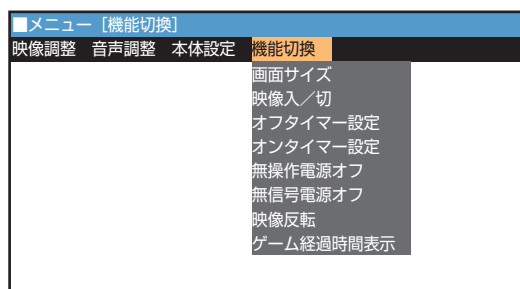 ■メニュー［機能切換］
映像調整 音声調整 本体設定 機能切換
画面サイズ
映像入／切
オフタイマー設定
オンタイマー設定
無操作電源オフ
無信号電源オフ
映像反転
ゲーム経過時間表示